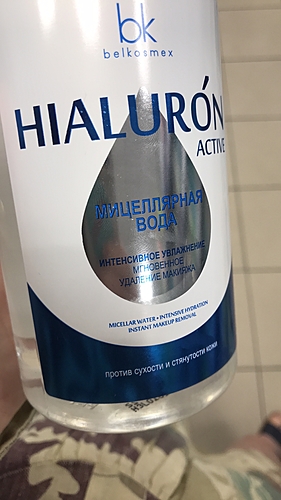 bk
belkosmex
HIALURÓN
ACTIVE
МИЦЕЛЛЯРНАЯ
ВОДА
ИНТЕНСИВНОЕ УВЛАЖНЕНИЕ
МГНОВЕННОЕ
УДАЛЕНИЕ МАКИЯЖА
MICELLAR WATER • INTENSIVE HYDRATION
INSTANT MAKEUP REMOVAL
против сухости и стянутости кожи